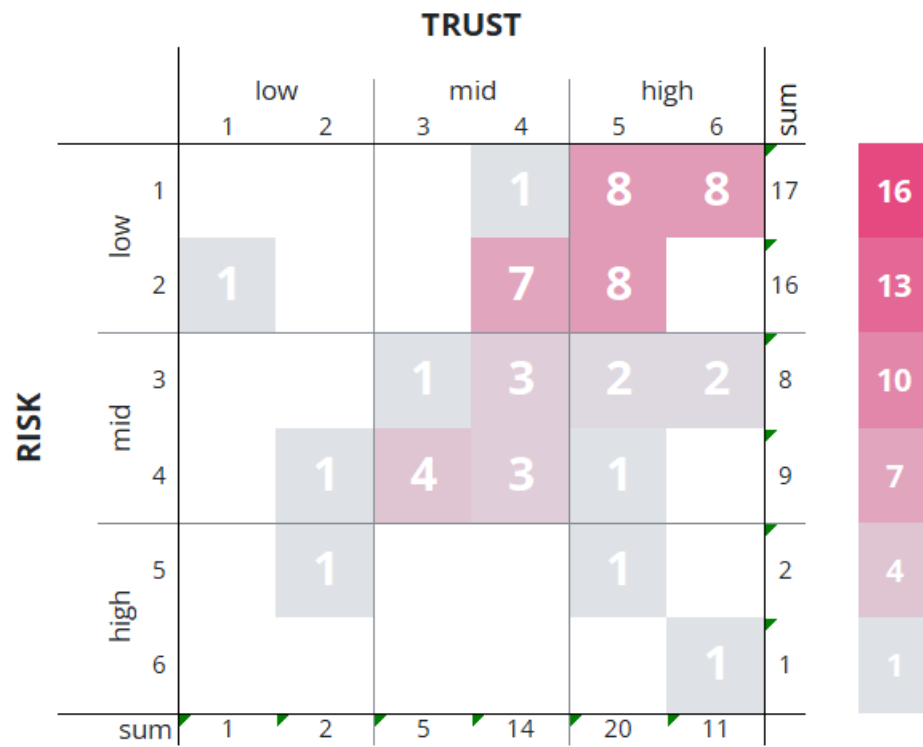 TRUST
low mid high sum
1 2 3 4 5 6
RISK
low
1 1 8 8 17 16
2 1 7 8 16 13
mid
3 1 3 2 2 8 10
4 1 4 3 1 9 7
high
5 1 1 2 4
6 1 1 1
sum 1 2 5 14 20 11